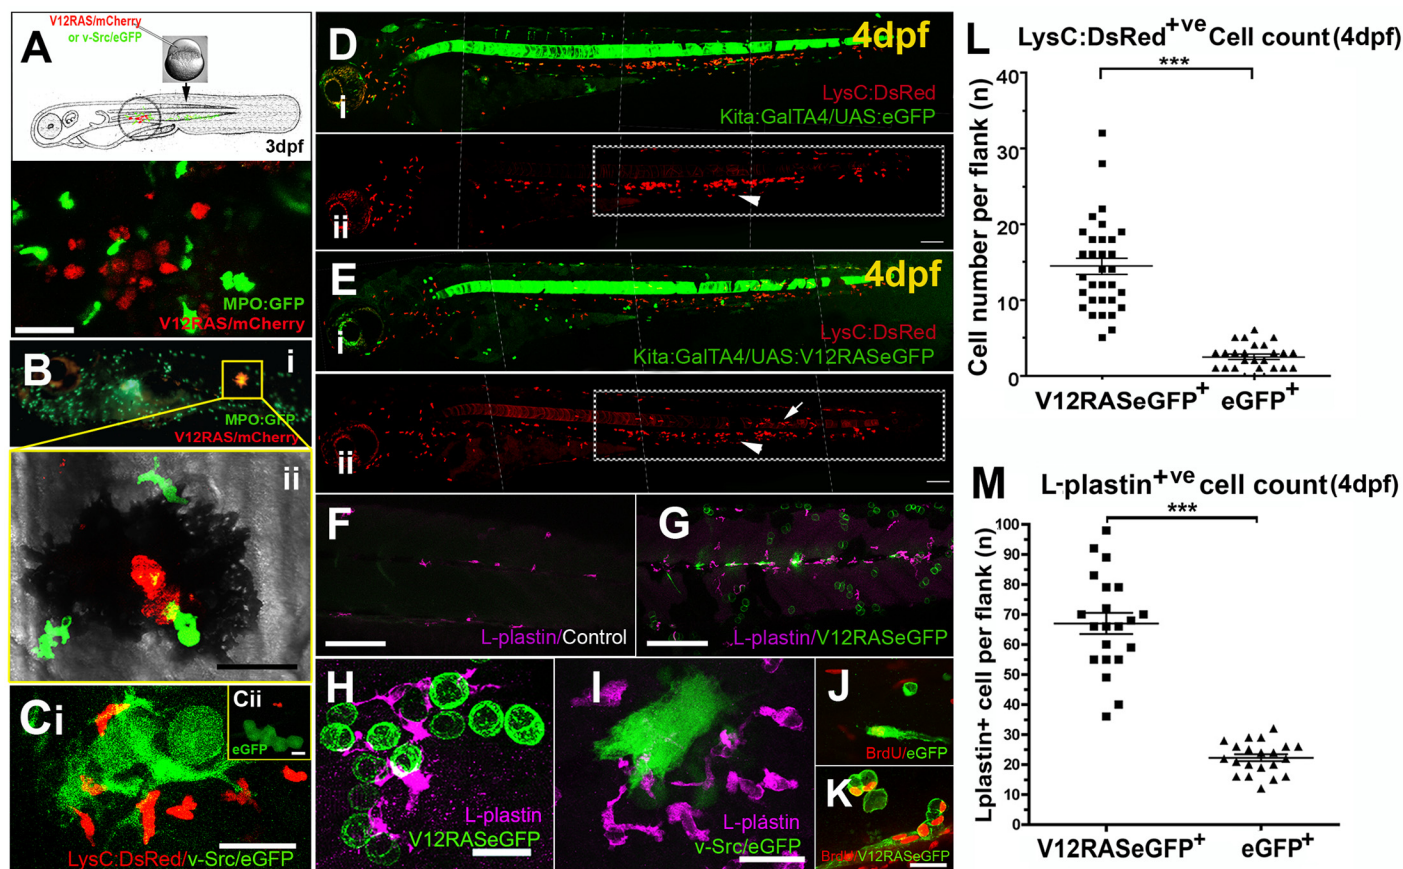 A
V12RAS/mCherry
or v-Src/eGFP
3dpf
MPO:GFP
V12RAS/mCherry
B
i
MPO:GFP
V12RAS/mCherry
ii
Ci
Cii
eGFP
LysC:DsRed/v-Src/eGFP
D
4dpf
i
LysC:DsRed
Kita:GalTA4/UAS:eGFP
ii
E
4dpf
i
LysC:DsRed
Kita:GalTA4/UAS:V12RASeGFP
ii
F
L-plastin/Control
G
L-plastin/V12RASeGFP
H
L-plastin
V12RASeGFP
I
L-plastin
v-Src/eGFP
J
BrdU/eGFP
K
BrdU/V12RASeGFP
L
LysC:DsRed+ve Cell count (4dpf)
***
Cell number per flank (n)
40
30
20
10
0
V12RASeGFP+ eGFP+
M
L-plastin+ve cell count (4dpf)
***
Lplastin+ cell per flank (n)
100
90
80
70
60
50
40
30
20
10
0
V12RASeGFP+ eGFP+